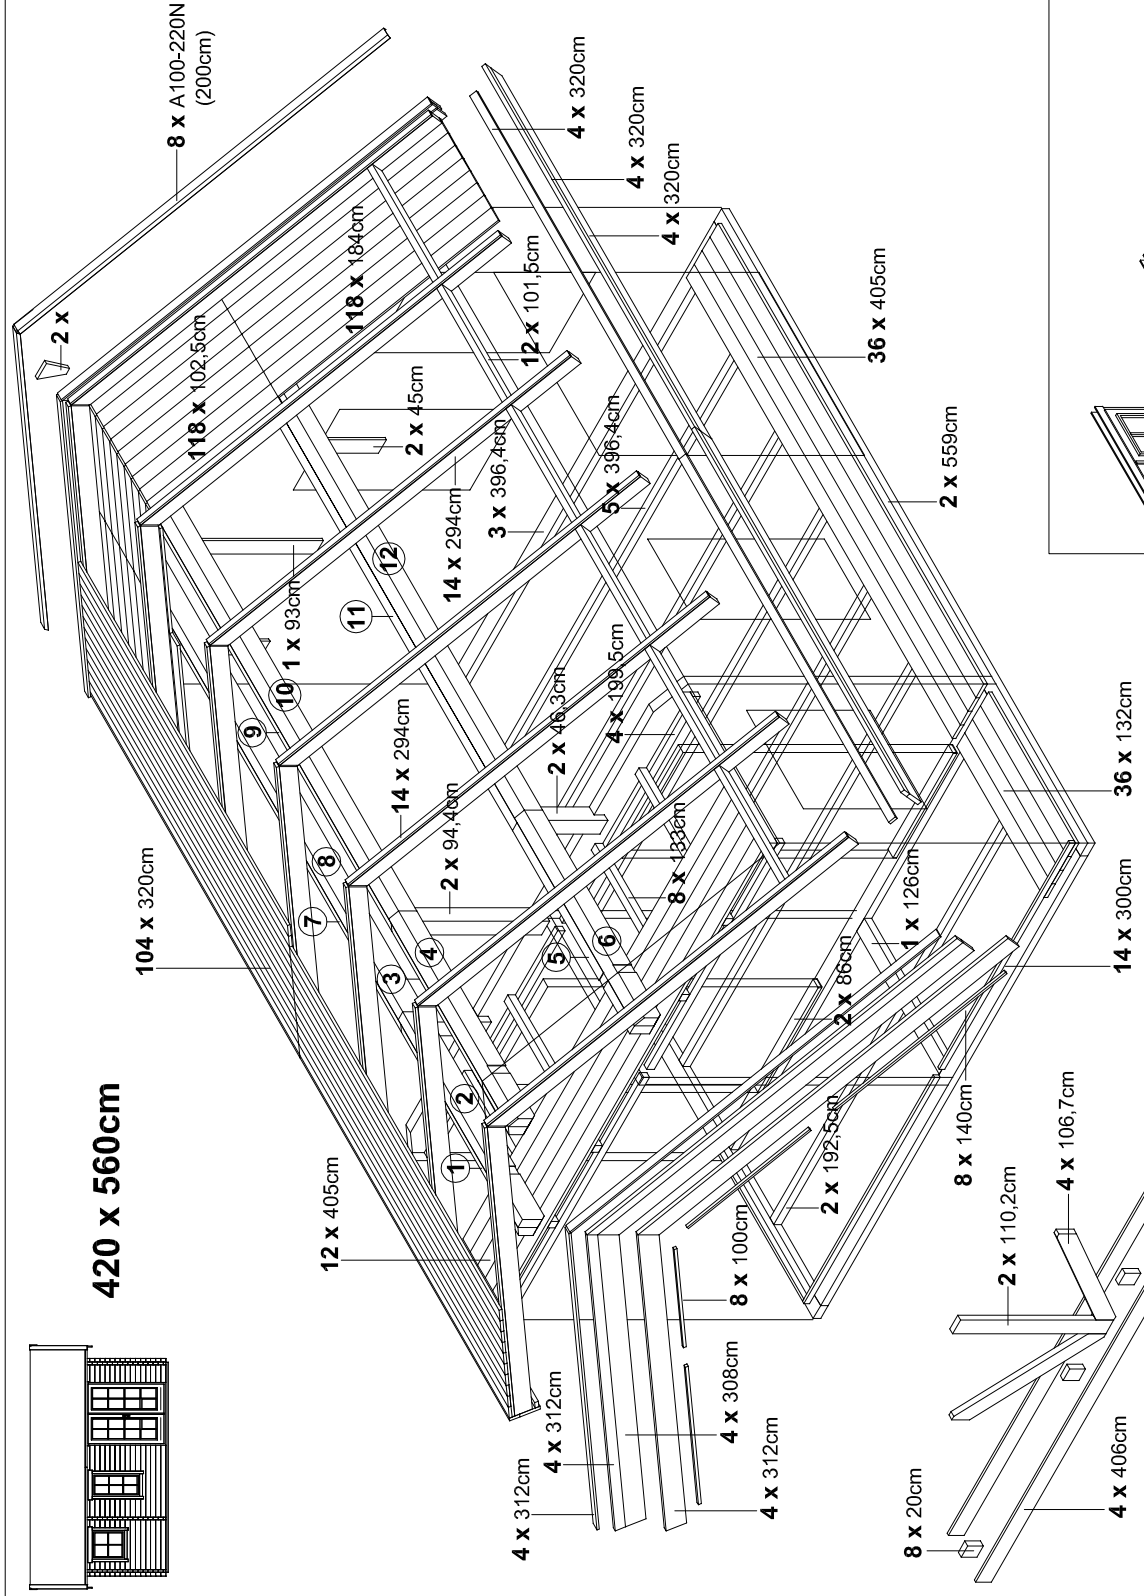 420 x 560cm
8 x A100-220N
(200cm)
2 x
104 x 320cm
118 x 102,5cm
118 x 184cm
4 x 320cm
4 x 320cm
4 x 320cm
12 x 101,5cm
2 x 45cm
36 x 405cm
1 x 93cm
14 x 294cm
3 x 396,4cm
5 x 396,4cm
2 x 559cm
12
11
10
9
8
7
14 x 294cm
2 x 94,4cm
2 x 46,3cm
4 x 199,5cm
8 x 133cm
36 x 132cm
3
4
5
6
1
2
12 x 405cm
1 x 126cm
2 x 86cm
2 x 192,5cm
14 x 300cm
8 x 140cm
8 x 100cm
4 x 312cm
4 x 312cm
4 x 308cm
4 x 312cm
2 x 110,2cm
4 x 106,7cm
8 x 20cm
4 x 406cm